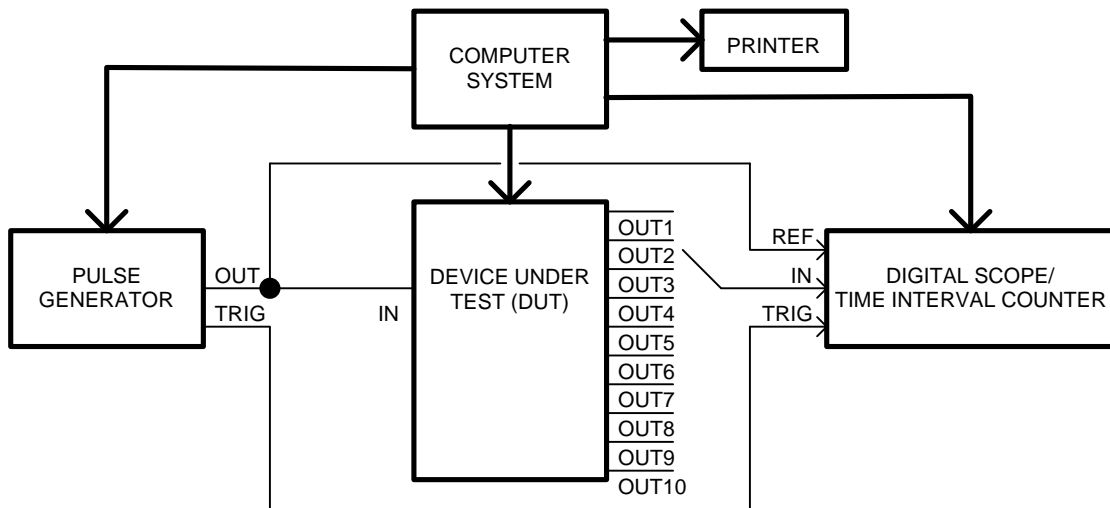 COMPUTER
SYSTEM
PRINTER
PULSE
GENERATOR
OUT
TRIG
IN
DEVICE UNDER
TEST (DUT)
OUT1
OUT2
OUT3
OUT4
OUT5
OUT6
OUT7
OUT8
OUT9
OUT10
REF
IN
TRIG
DIGITAL SCOPE/
TIME INTERVAL COUNTER